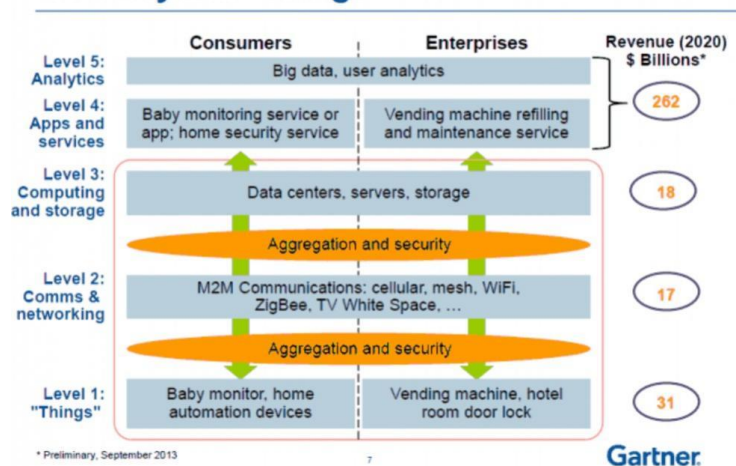 Consumers
Enterprises
Revenue (2020)
$ Billions*
Level 5:
Analytics
Big data, user analytics
262
Level 4:
Apps and
services
Baby monitoring service or
app; home security service
Vending machine refilling
and maintenance service
Level 3:
Computing
and storage
Data centers, servers, storage
18
Aggregation and security
Level 2:
Comms &
networking
M2M Communications: cellular, mesh, WiFi,
ZigBee, TV White Space, …
17
Aggregation and security
Level 1:
"Things"
Baby monitor, home
automation devices
Vending machine, hotel
room door lock
31
* Preliminary, September 2013
7
Gartner.